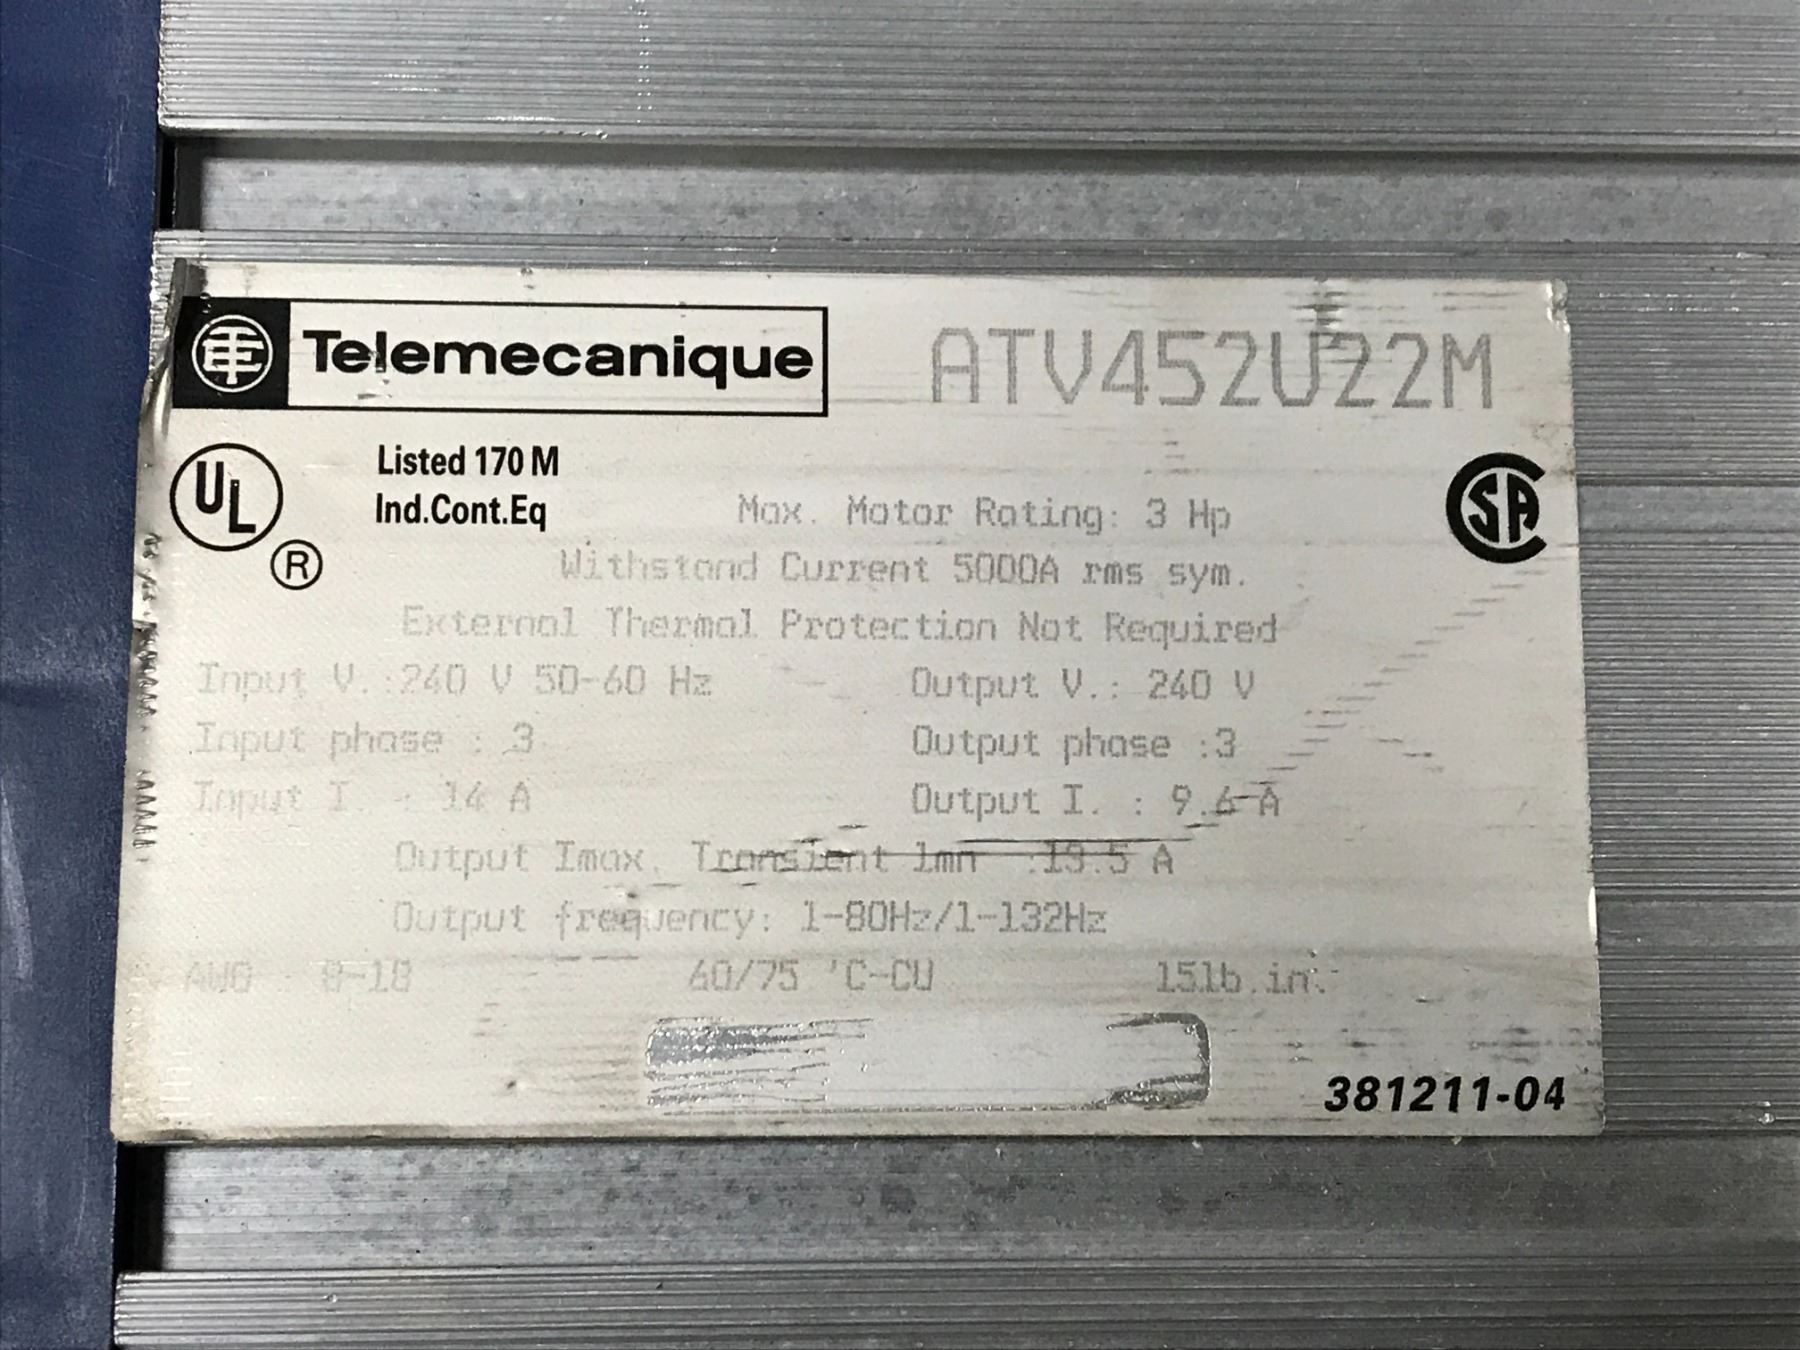 Telemecanique
ATV452U22M
UL
®
Listed 170 M
Ind.Cont.Eq
SA
Max. Motor Rating: 3 Hp
Withstand Current 5000A rms sym.
External Thermal Protection Not Required
Input V.:240 V 50-60 Hz
Output V.: 240 V
Input phase : 3
Output phase :3
Input I. : 14 A
Output I. : 9.6 A
Output Imax. Transient 1mn :13.5 A
Output frequency: 1-80Hz/1-132Hz
AWG : 8-18
60/75 'C-CU
15lb.in.
381211-04